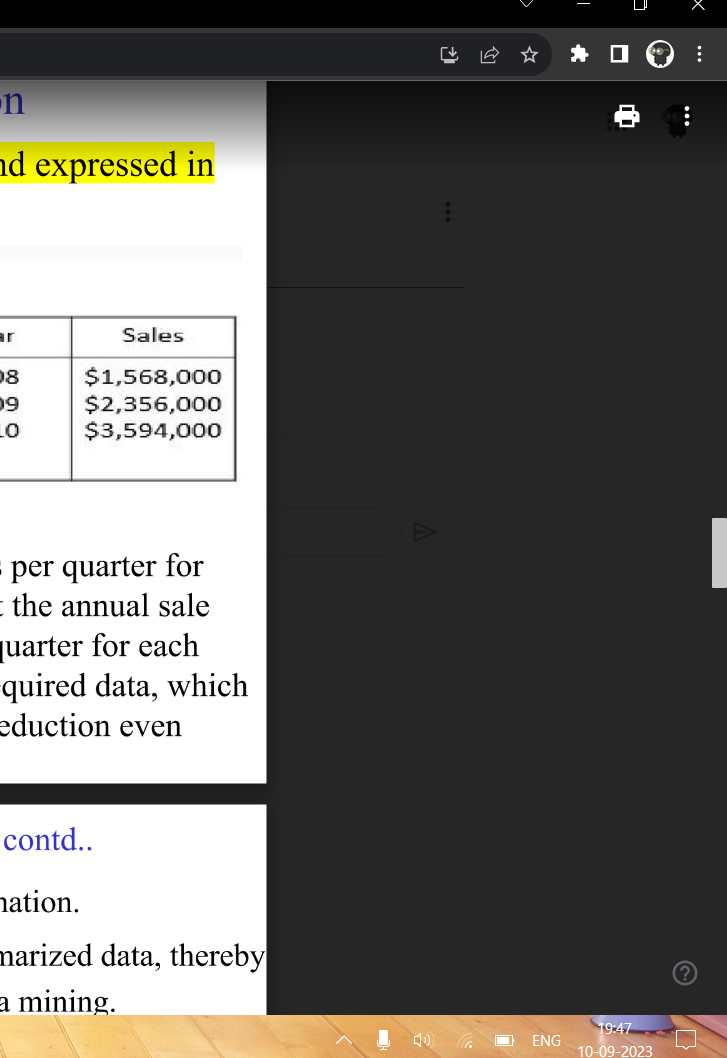 on
nd expressed in
ar Sales
08 $1,568,000
09 $2,356,000
10 $3,594,000
s per quarter for
t the annual sale
quarter for each
equired data, which
eduction even
contd..
nation.
marized data, thereby
a mining.
ENG
19:47
10-09-2023